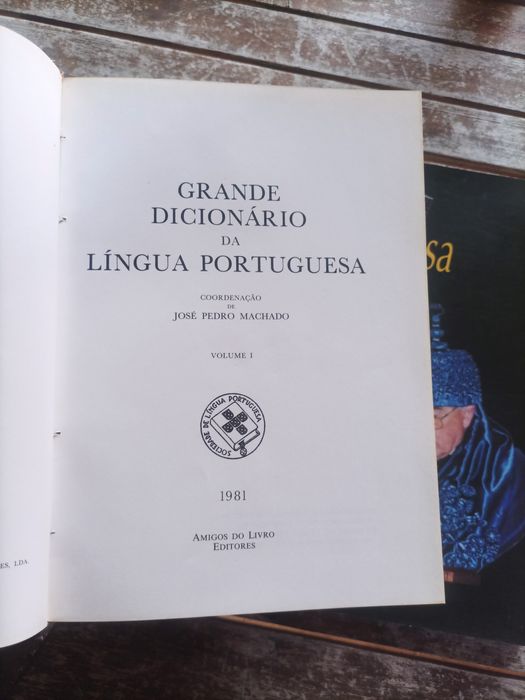 GRANDE
DICIONÁRIO
DA
LÍNGUA PORTUGUESA
COORDENAÇÃO
DE
JOSÉ PEDRO MACHADO
VOLUME I
SOCIEDADE DE LÍNGUA PORTUGUESA
1981
AMIGOS DO LIVRO
EDITORES
ES, LDA.
sa